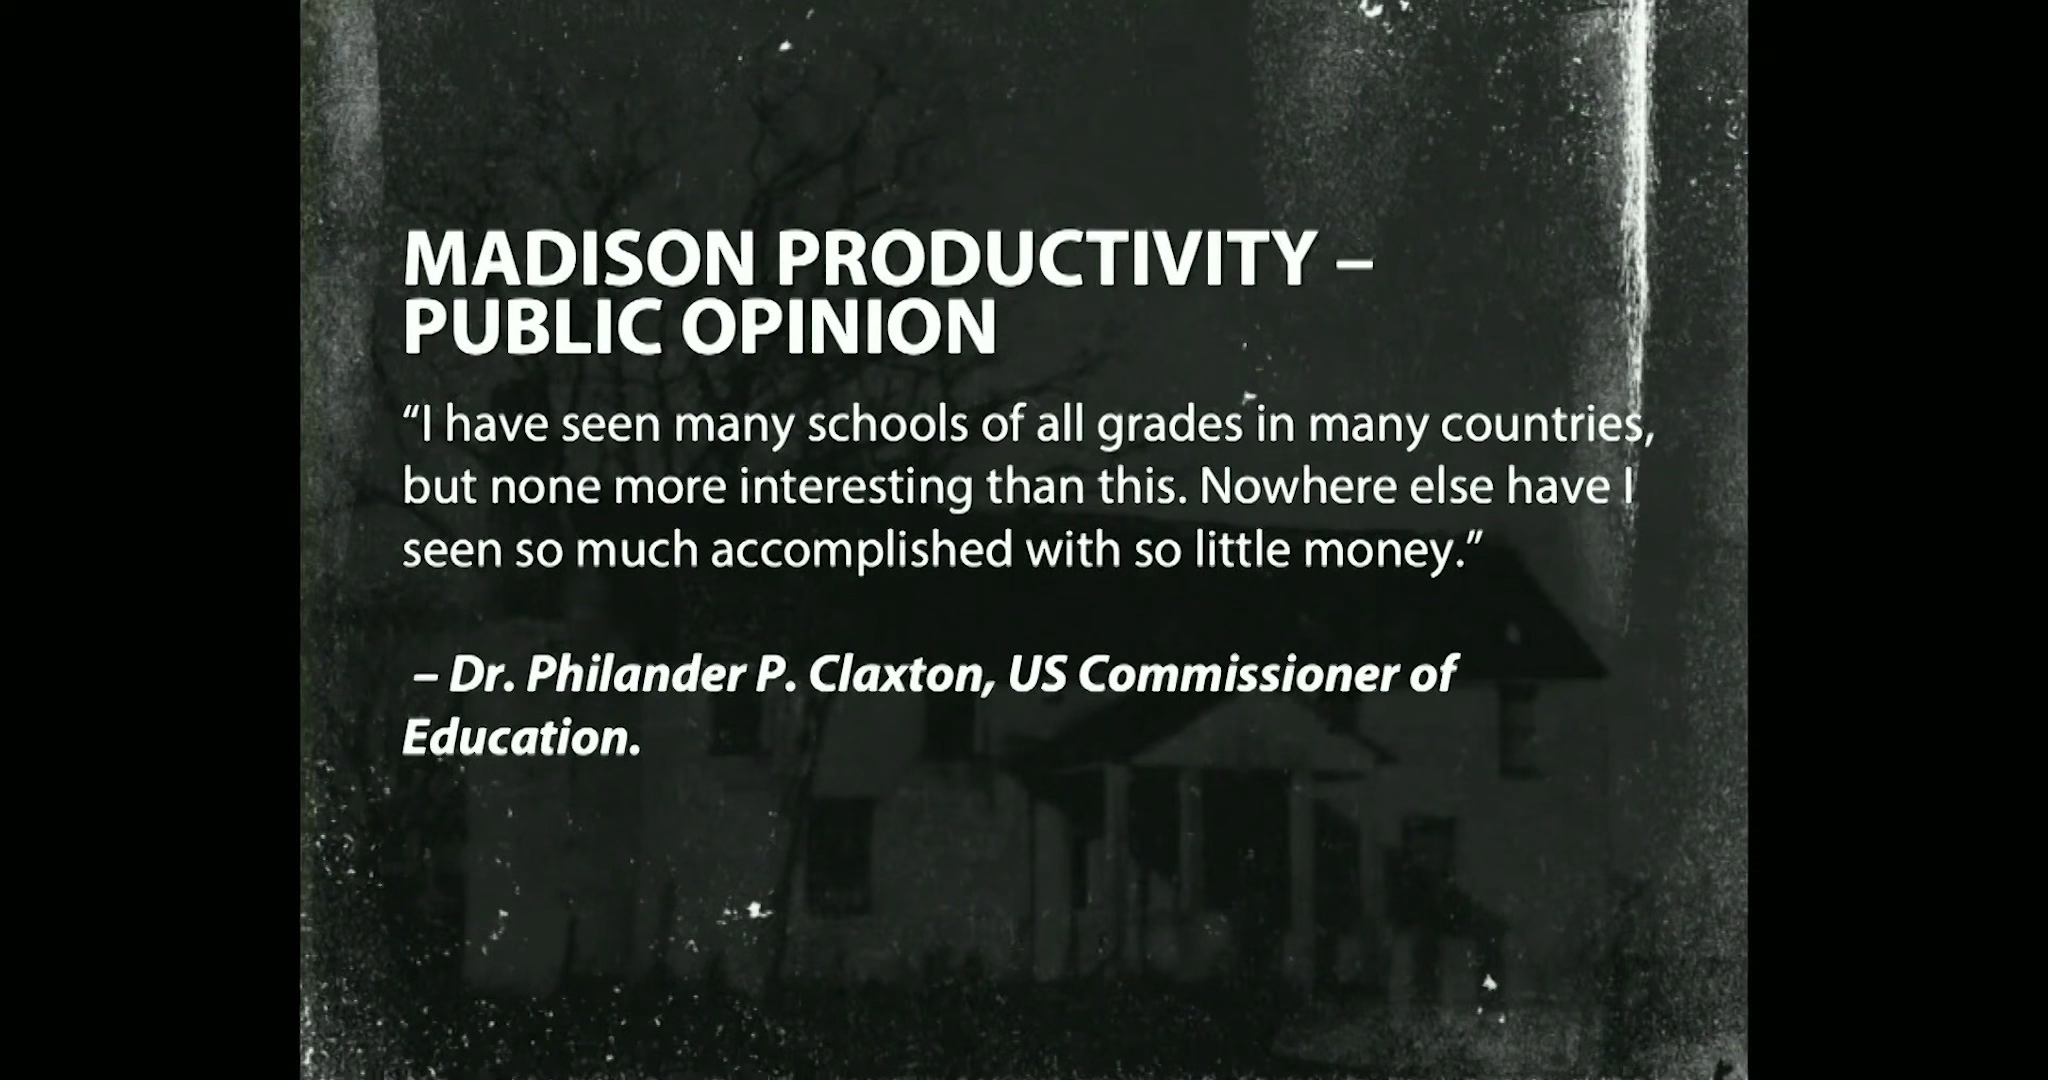 MADISON PRODUCTIVITY –
PUBLIC OPINION
“I have seen many schools of all grades in many countries,
but none more interesting than this. Nowhere else have I
seen so much accomplished with so little money.”
– Dr. Philander P. Claxton, US Commissioner of
Education.